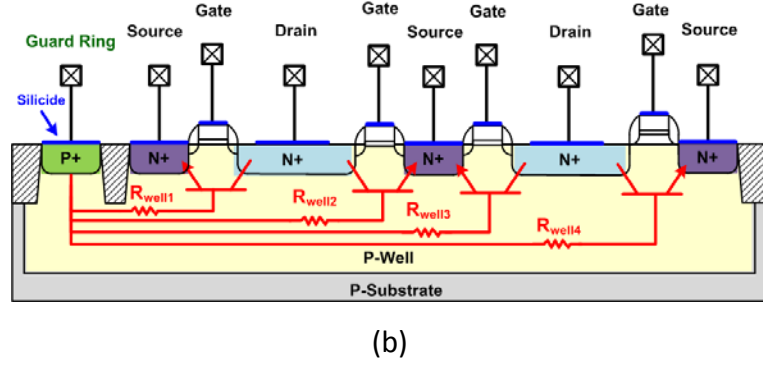 Gate Gate Gate Gate
Guard Ring Source Drain Source Drain Source
Silicide
P+ N+ N+ N+ N+ N+
Rwell1 Rwell2 Rwell3 Rwell4
P-Well
P-Substrate
(b)